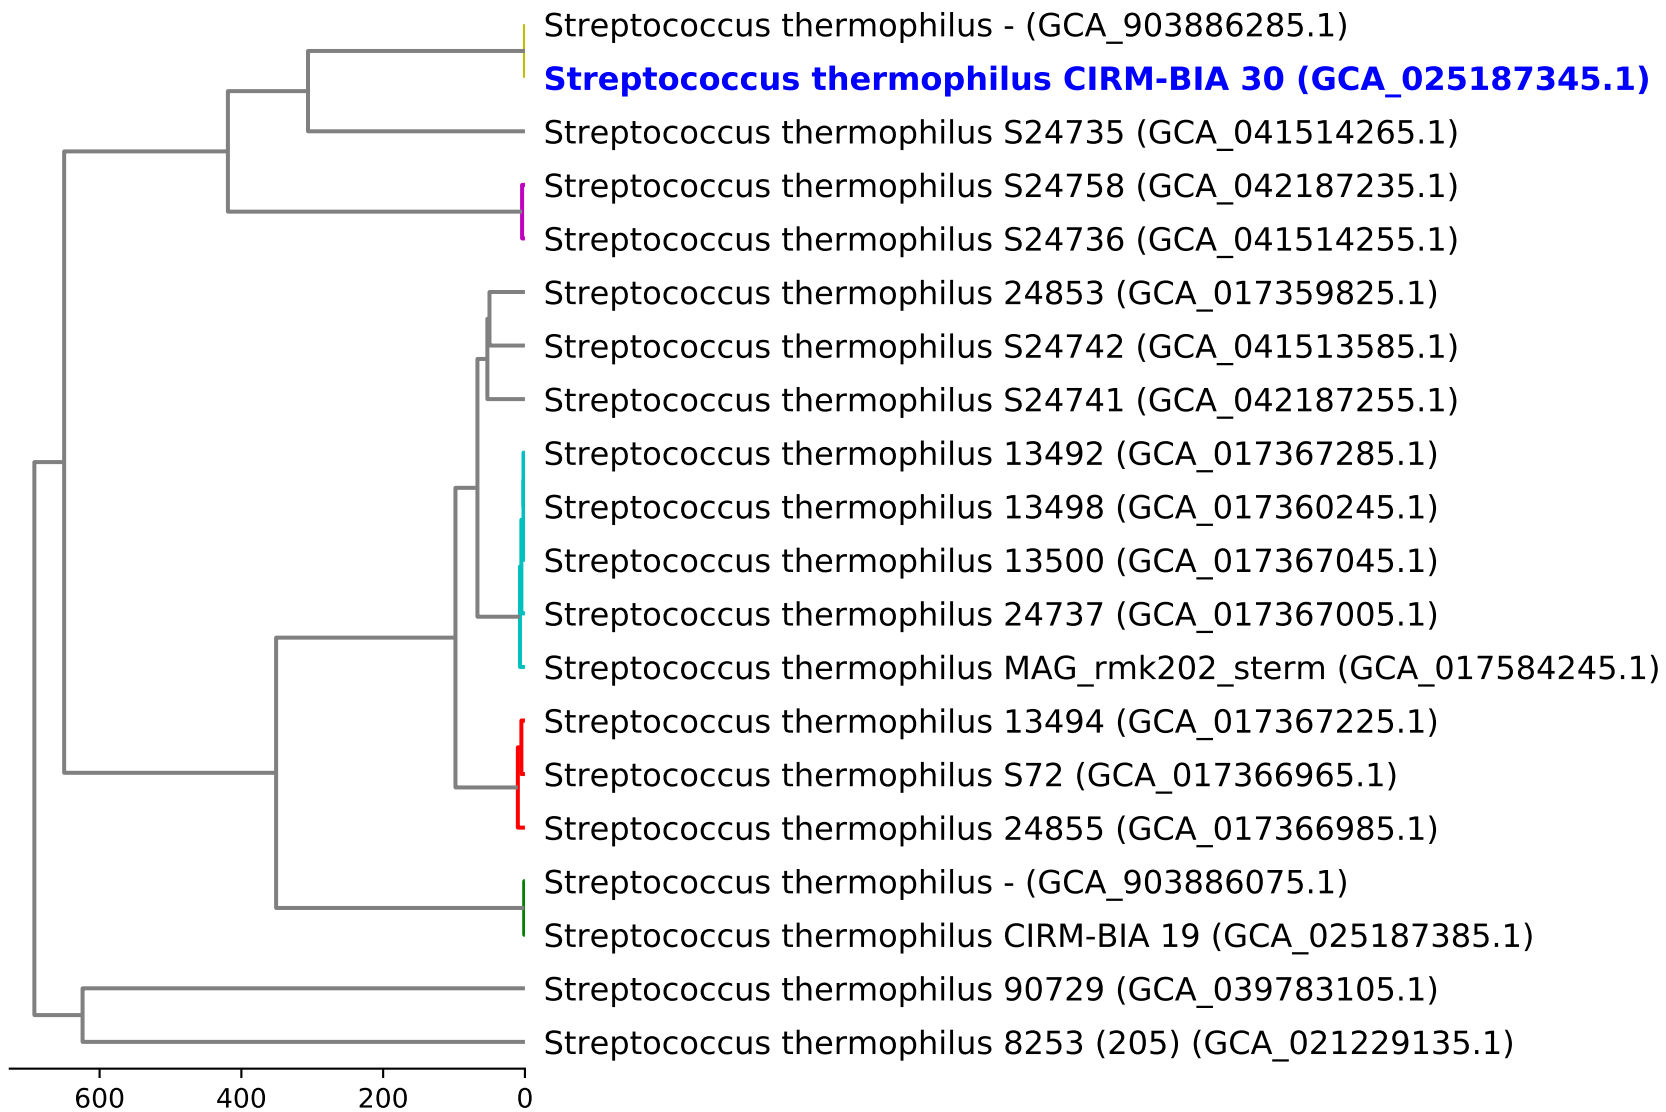 Streptococcus thermophilus - (GCA_903886285.1)
Streptococcus thermophilus CIRM-BIA 30 (GCA_025187345.1)
Streptococcus thermophilus S24735 (GCA_041514265.1)
Streptococcus thermophilus S24758 (GCA_042187235.1)
Streptococcus thermophilus S24736 (GCA_041514255.1)
Streptococcus thermophilus 24853 (GCA_017359825.1)
Streptococcus thermophilus S24742 (GCA_041513585.1)
Streptococcus thermophilus S24741 (GCA_042187255.1)
Streptococcus thermophilus 13492 (GCA_017367285.1)
Streptococcus thermophilus 13498 (GCA_017360245.1)
Streptococcus thermophilus 13500 (GCA_017367045.1)
Streptococcus thermophilus 24737 (GCA_017367005.1)
Streptococcus thermophilus MAG_rmk202_sterm (GCA_017584245.1)
Streptococcus thermophilus 13494 (GCA_017367225.1)
Streptococcus thermophilus S72 (GCA_017366965.1)
Streptococcus thermophilus 24855 (GCA_017366985.1)
Streptococcus thermophilus - (GCA_903886075.1)
Streptococcus thermophilus CIRM-BIA 19 (GCA_025187385.1)
Streptococcus thermophilus 90729 (GCA_039783105.1)
Streptococcus thermophilus 8253 (205) (GCA_021229135.1)
600 400 200 0